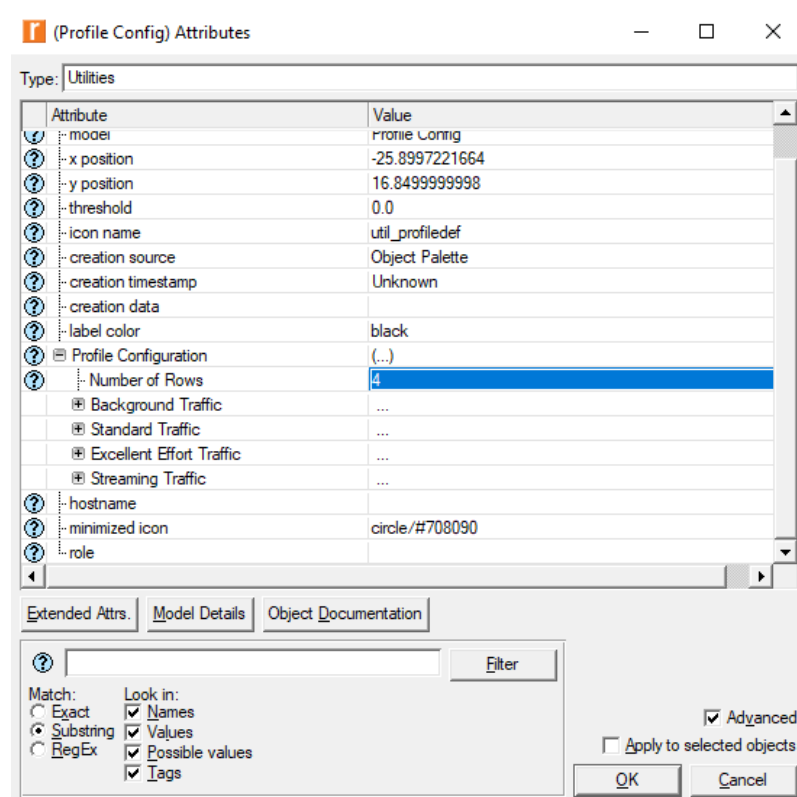 (Profile Config) Attributes
Type: Utilities
Attribute Value
model Profile Config
x position -25.8997221664
y position 16.8499999998
threshold 0.0
icon name util_profiledef
creation source Object Palette
creation timestamp Unknown
creation data
label color black
Profile Configuration (...)
Number of Rows 4
Background Traffic ...
Standard Traffic ...
Excellent Effort Traffic ...
Streaming Traffic ...
hostname
minimized icon circle/#708090
role
Extended Attrs. Model Details Object Documentation
Filter
Match: Look in:
Exact Names
Substring Values
RegEx Possible values
Tags
Advanced
Apply to selected objects
OK Cancel